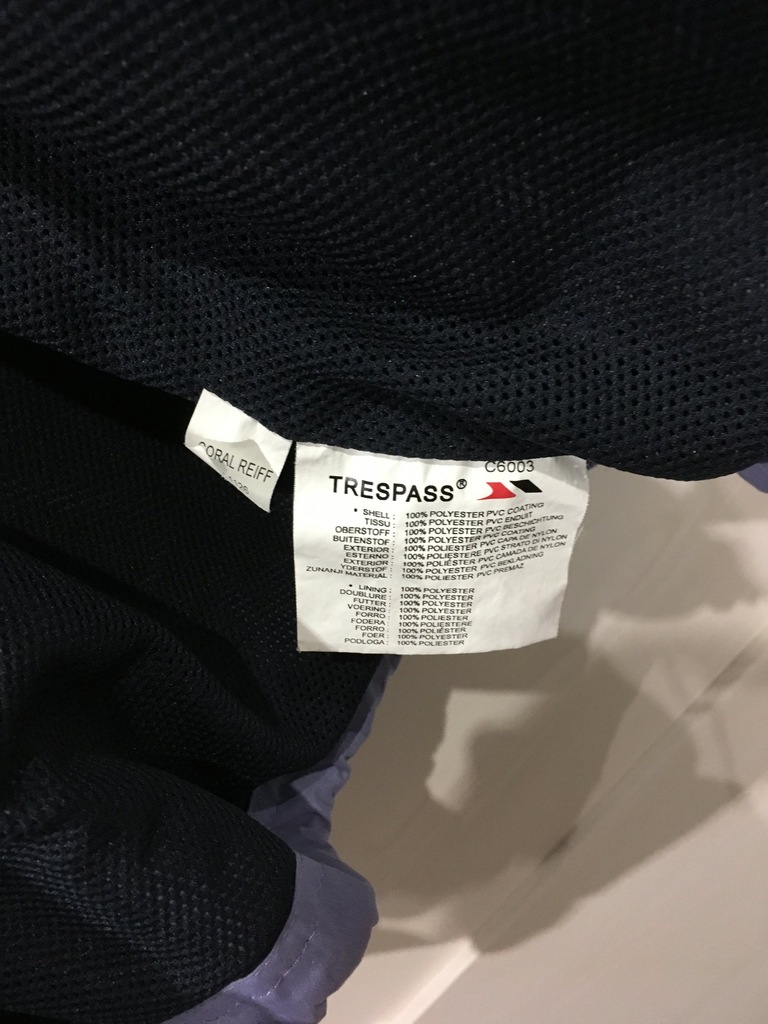 CORAL REIFF
1126
C6003
TRESPASS®
• SHELL : 100% POLYESTER PVC COATING
TISSU : 100% POLYESTER PVC ENDUIT
OBERSTOFF : 100% POLYESTER PVC BESCHICHTUNG
BUITENSTOF : 100% POLYESTER PVC COATING
EXTERIOR : 100% POLIESTER PVC CAPA DE NYLON
ESTERNO : 100% POLIESTERE PVC STRATO DI NYLON
EXTERIOR : 100% POLIÉSTER PVC CAMADA DE NYLON
YDERSTOF : 100% POLYESTER PVC BEKLÆDNING
ZUNANJI MATERIAL : 100% POLIESTER PVC PREMAZ
• LINING : 100% POLYESTER
DOUBLURE : 100% POLYESTER
FUTTER : 100% POLYESTER
VOERING : 100% POLYESTER
FORRO : 100% POLIESTER
FODERA : 100% POLIESTERE
FORRO : 100% POLIÉSTER
FOER : 100% POLYESTER
PODLOGA : 100% POLIESTER